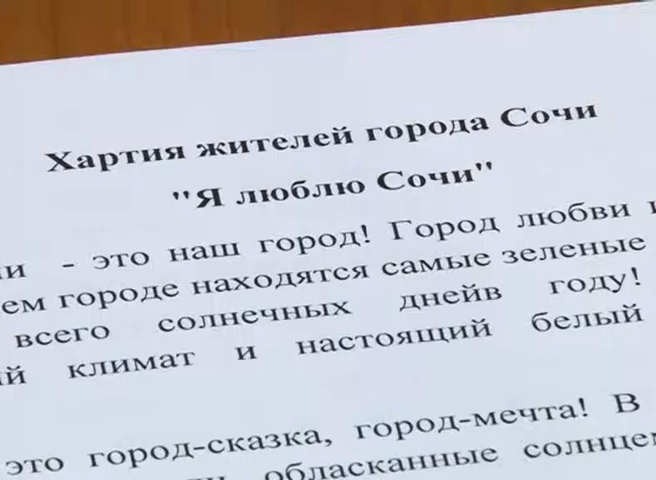 Хартия жителей города Сочи
"Я люблю Сочи"
- это наш город! Город любви
городе находятся самые зеленые
всего солнечных днейв году!
климат и настоящий белый
это город-сказка, город-мечта! В
обласканные